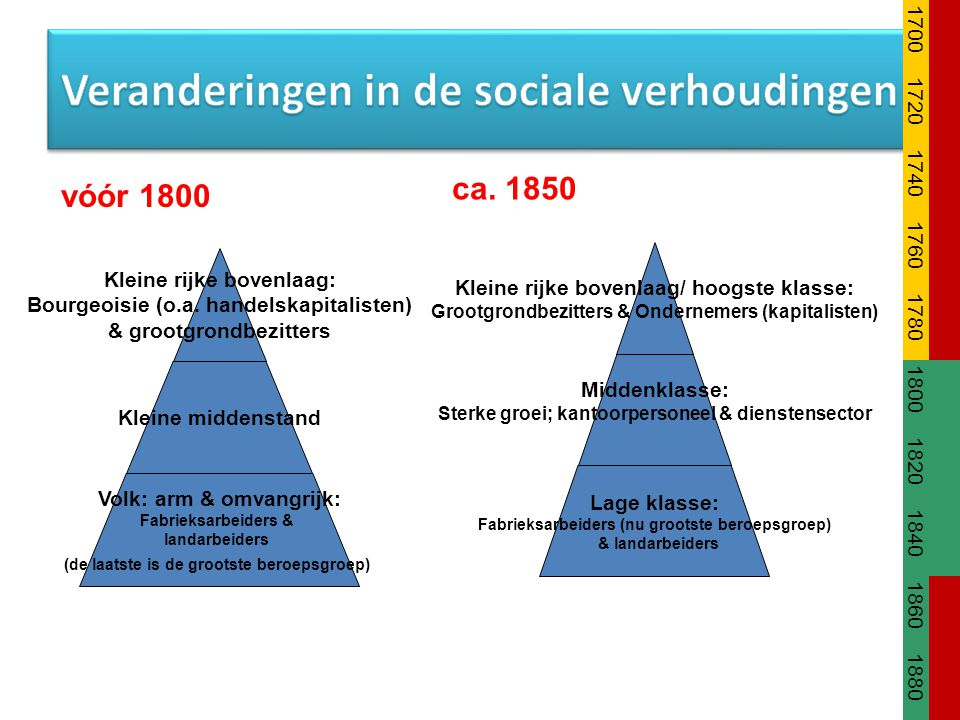 Veranderingen in de sociale verhoudingen
vóór 1800
Kleine rijke bovenlaag:
Bourgeoisie (o.a. handelskapitalisten)
& grootgrondbezitters
Kleine middenstand
Volk: arm & omvangrijk:
Fabrieksarbeiders &
landarbeiders
(de laatste is de grootste beroepsgroep)
ca. 1850
Kleine rijke bovenlaag/ hoogste klasse:
Grootgrondbezitters & Ondernemers (kapitalisten)
Middenklasse:
Sterke groei; kantoorpersoneel & dienstensector
Lage klasse:
Fabrieksarbeiders (nu grootste beroepsgroep)
& landarbeiders
1700 1720 1740 1760 1780 1800 1820 1840 1860 1880